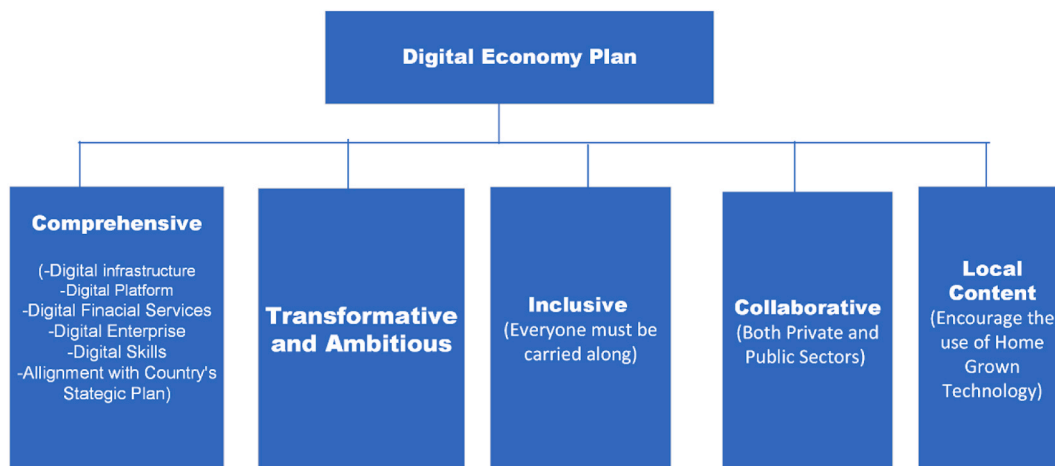 Digital Economy Plan
Comprehensive
(-Digital infrastructure
-Digital Platform
-Digital Finacial Services
-Digital Enterprise
-Digital Skills
-Allignment with Country's
Stategic Plan)
Transformative
and Ambitious
Inclusive
(Everyone must be
carried along)
Collaborative
(Both Private and
Public Sectors)
Local
Content
(Encourage the
use of Home
Grown
Technology)